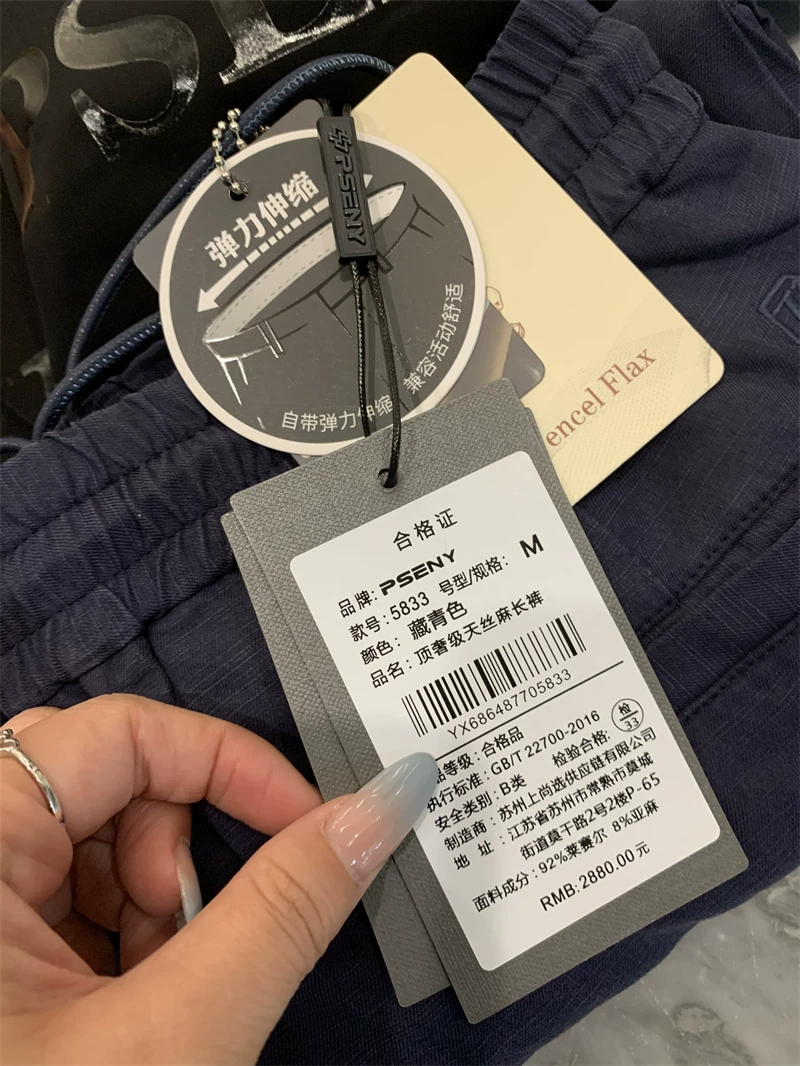 弹力伸缩
PSENY
兼容活动舒适
自带弹力伸缩
encel Flax
合格证
品牌: PSENY
款号: 5833 号型/规格: M
颜色: 藏青色
品名: 顶奢级天丝麻长裤
YX686487705833
品等级: 合格品
执行标准: GB/T 22700-2016
安全类别: B类 检验合格: 检33
制造商: 苏州上尚选供应链有限公司
地 址: 江苏省苏州市常熟市莫城
街道莫干路2号2楼P-65
面料成分: 92%莱赛尔 8%亚麻
RMB: 2880.00元